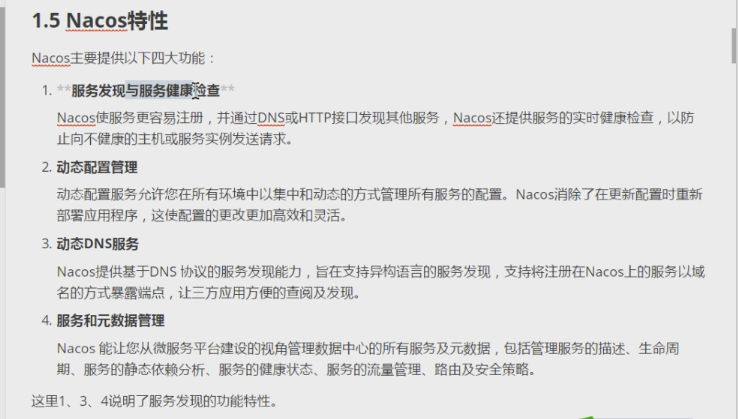 1.5 Nacos特性
Nacos主要提供以下四大功能：
1. **服务发现与服务健康检查**
Nacos使服务更容易注册，并通过DNS或HTTP接口发现其他服务，Nacos还提供服务的实时健康检查，以防
止向不健康的主机或服务实例发送请求。
2. 动态配置管理
动态配置服务允许您在所有环境中以集中和动态的方式管理所有服务的配置。Nacos消除了在更新配置时重新
部署应用程序，这使配置的更改更加高效和灵活。
3. 动态DNS服务
Nacos提供基于DNS 协议的服务发现能力，旨在支持异构语言的服务发现，支持将注册在Nacos上的服务以域
名的方式暴露端点，让三方应用方便的查阅及发现。
4. 服务和元数据管理
Nacos 能让您从微服务平台建设的视角管理数据中心的所有服务及元数据，包括管理服务的描述、生命周
期、服务的静态依赖分析、服务的健康状态、服务的流量管理、路由及安全策略。
这里1、3、4说明了服务发现的功能特性。